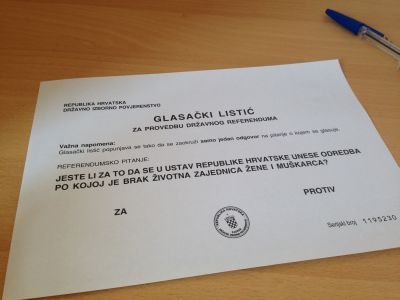 REPUBLIKA HRVATSKA
DRŽAVNO IZBORNO POVJERENSTVO
GLASAČKI LISTIĆ
ZA PROVEDBU DRŽAVNOG REFERENDUMA
Važna napomena:
Glasački listić popunjava se tako da se zaokruži samo jedan odgovor na pitanje o kojem se glasuje.
REFERENDUMSKO PITANJE:
JESTE LI ZA TO DA SE U USTAV REPUBLIKE HRVATSKE UNESE ODREDBA
PO KOJOJ JE BRAK ŽIVOTNA ZAJEDNICA ŽENE I MUŠKARCA?
ZA
PROTIV
Serijski broj 1195230